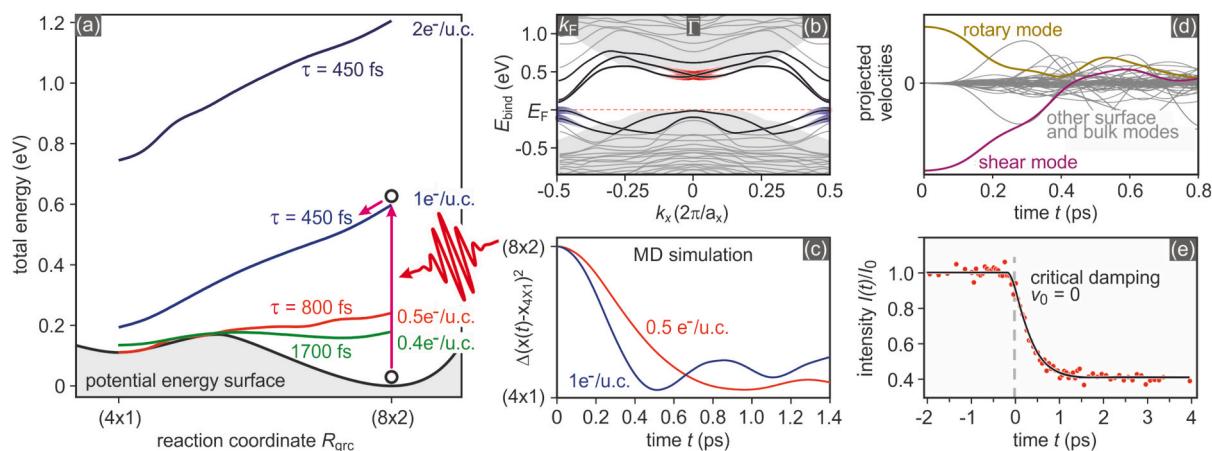 (a)
1.2
1.0
0.8
0.6
0.4
0.2
0
total energy (eV)
2e⁻/u.c.
τ = 450 fs
1e⁻/u.c.
τ = 450 fs
τ = 800 fs
0.5e⁻/u.c.
0.4e⁻/u.c.
1700 fs
potential energy surface
(4x1)
(8x2)
reaction coordinate R_qrc
k_F
Γ̅
(b)
1.0
0.5
E_F
-0.5
E_bind (eV)
-0.5
-0.25
0
0.25
0.5
k_x (2π/a_x)
(c)
MD simulation
(8x2)
(4x1)
Δ(x(t)-x_4X1)²
0.5 e⁻/u.c.
1e⁻/u.c.
0 0.2 0.4 0.6 0.8 1.0 1.2 1.4
time t (ps)
(d)
rotary mode
projected
velocities
0
other surface
and bulk modes
shear mode
0.0 0.2 0.4 0.6 0.8
time t (ps)
(e)
critical damping
v₀ = 0
1.0
0.8
0.6
0.4
intensity I(t)/I₀
-2 -1 0 1 2 3 4
time t (ps)